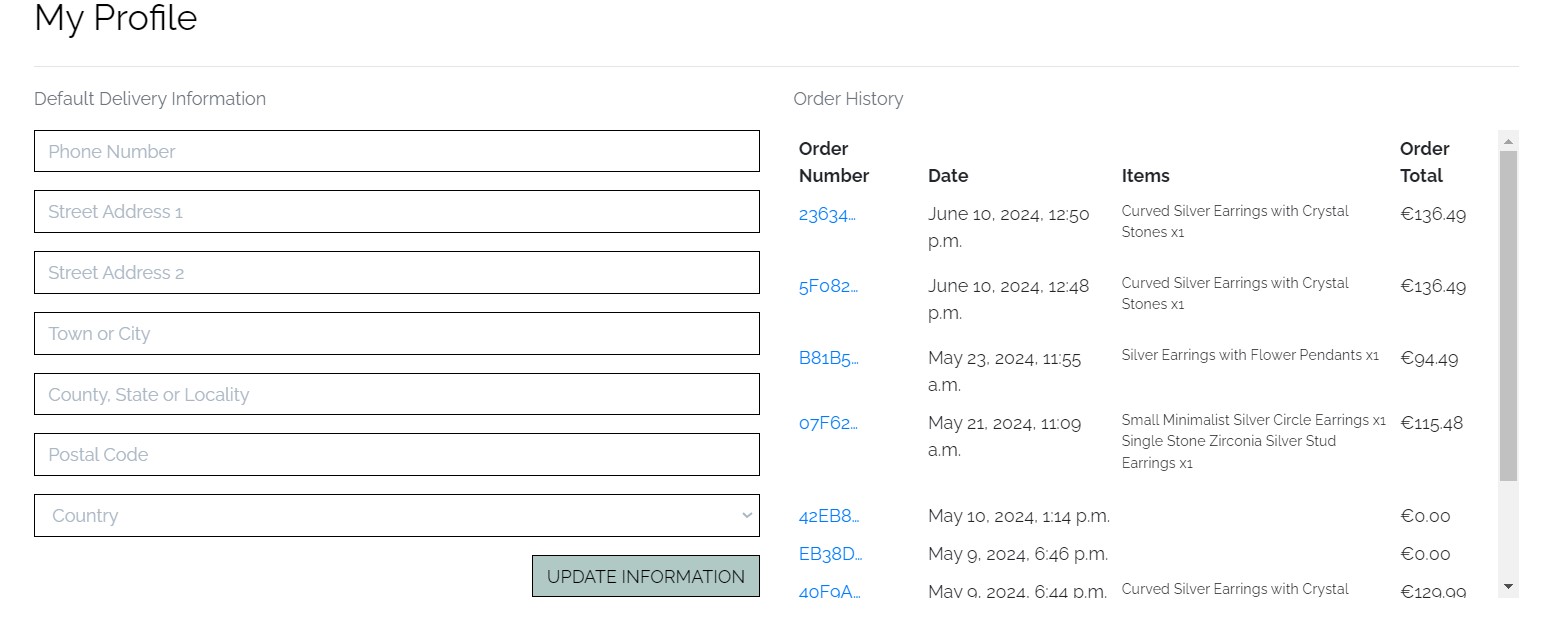 My Profile
Default Delivery Information
Phone Number
Street Address 1
Street Address 2
Town or City
County, State or Locality
Postal Code
Country
UPDATE INFORMATION
Order History
Order Number Date Items Order Total
23634... June 10, 2024, 12:50 p.m. Curved Silver Earrings with Crystal Stones x1 €136.49
5F082... June 10, 2024, 12:48 p.m. Curved Silver Earrings with Crystal Stones x1 €136.49
B81B5... May 23, 2024, 11:55 a.m. Silver Earrings with Flower Pendants x1 €94.49
07F62... May 21, 2024, 11:09 a.m. Small Minimalist Silver Circle Earrings x1 Single Stone Zirconia Silver Stud Earrings x1 €115.48
42EB8... May 10, 2024, 1:14 p.m. €0.00
EB38D... May 9, 2024, 6:46 p.m. €0.00
40F9A... May 9, 2024, 6:44 p.m. Curved Silver Earrings with Crystal €129.99